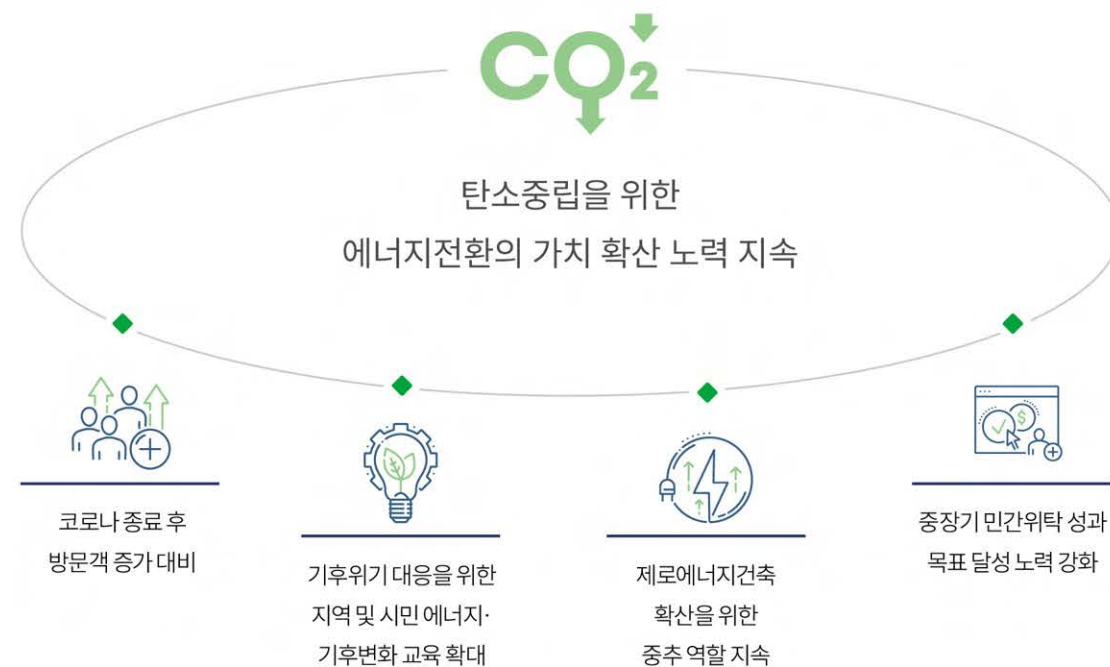 CO2
탄소중립을 위한
에너지전환의 가치 확산 노력 지속
코로나 종료 후
방문객 증가 대비
기후위기 대응을 위한
지역 및 시민 에너지·
기후변화 교육 확대
제로에너지건축
확산을 위한
중추 역할 지속
중장기 민간위탁 성과
목표 달성 노력 강화